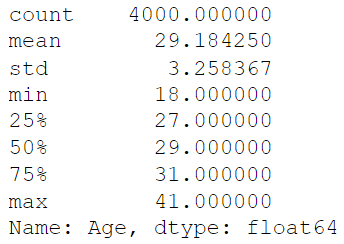 count    4000.000000
mean       29.184250
std         3.258367
min        18.000000
25%        27.000000
50%        29.000000
75%        31.000000
max        41.000000
Name: Age, dtype: float64